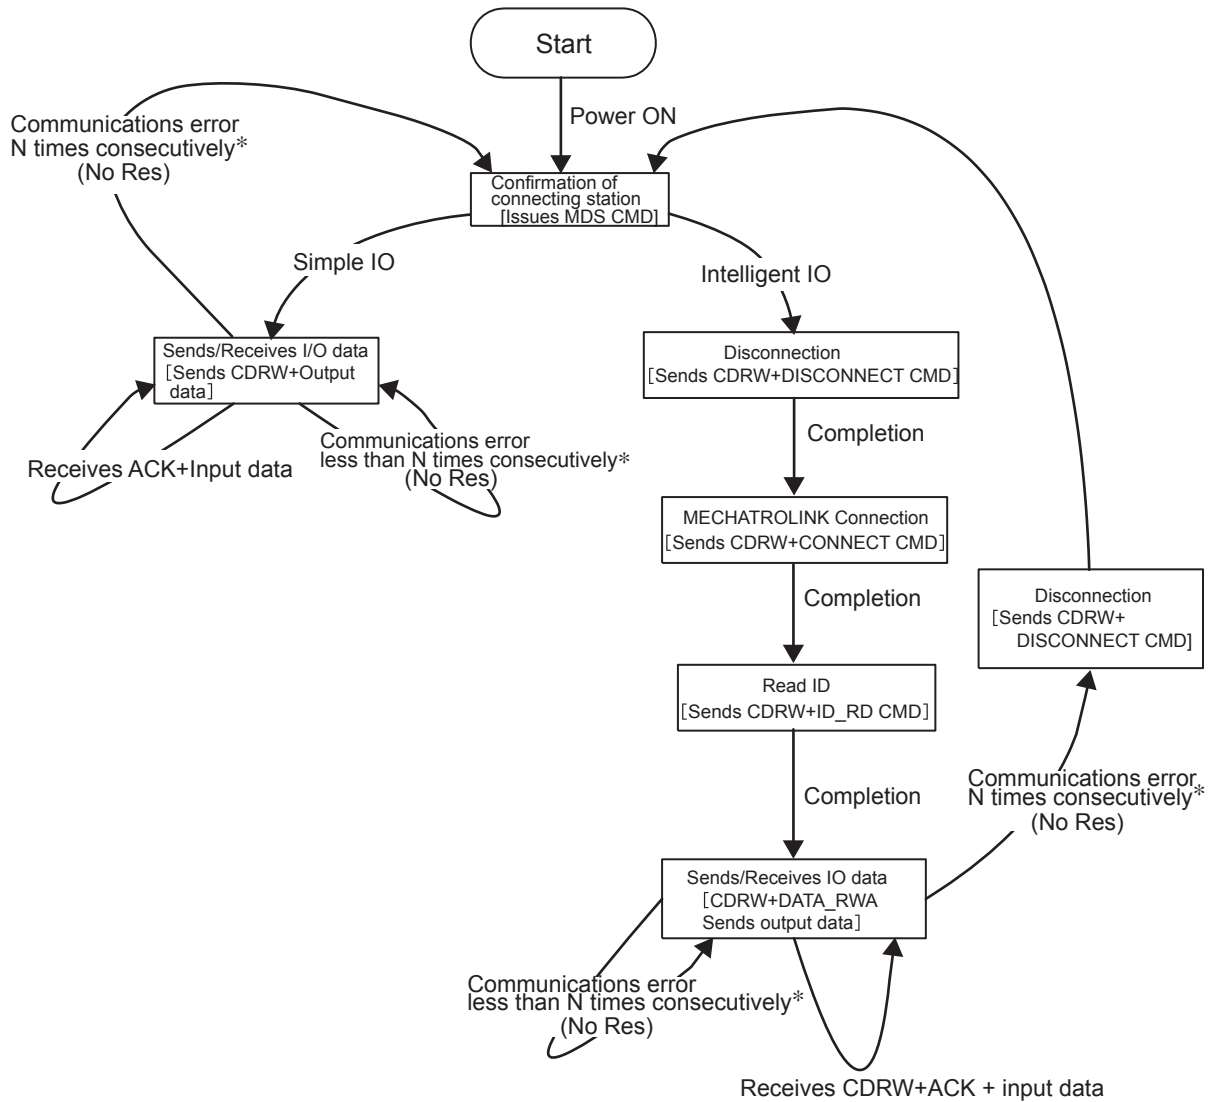 Start
Power ON
Communications error
N times consecutively*
(No Res)
Confirmation of
connecting station
[Issues MDS CMD]
Simple IO
Intelligent IO
Sends/Receives I/O data
[Sends CDRW+Output
data]
Disconnection
[Sends CDRW+DISCONNECT CMD]
Receives ACK+Input data
Communications error
less than N times consecutively*
(No Res)
Completion
MECHATROLINK Connection
[Sends CDRW+CONNECT CMD]
Completion
Disconnection
[Sends CDRW+
DISCONNECT CMD]
Read ID
[Sends CDRW+ID_RD CMD]
Completion
Communications error
N times consecutively*
(No Res)
Sends/Receives IO data
[CDRW+DATA_RWA
Sends output data]
Communications error
less than N times consecutively*
(No Res)
Receives CDRW+ACK + input data